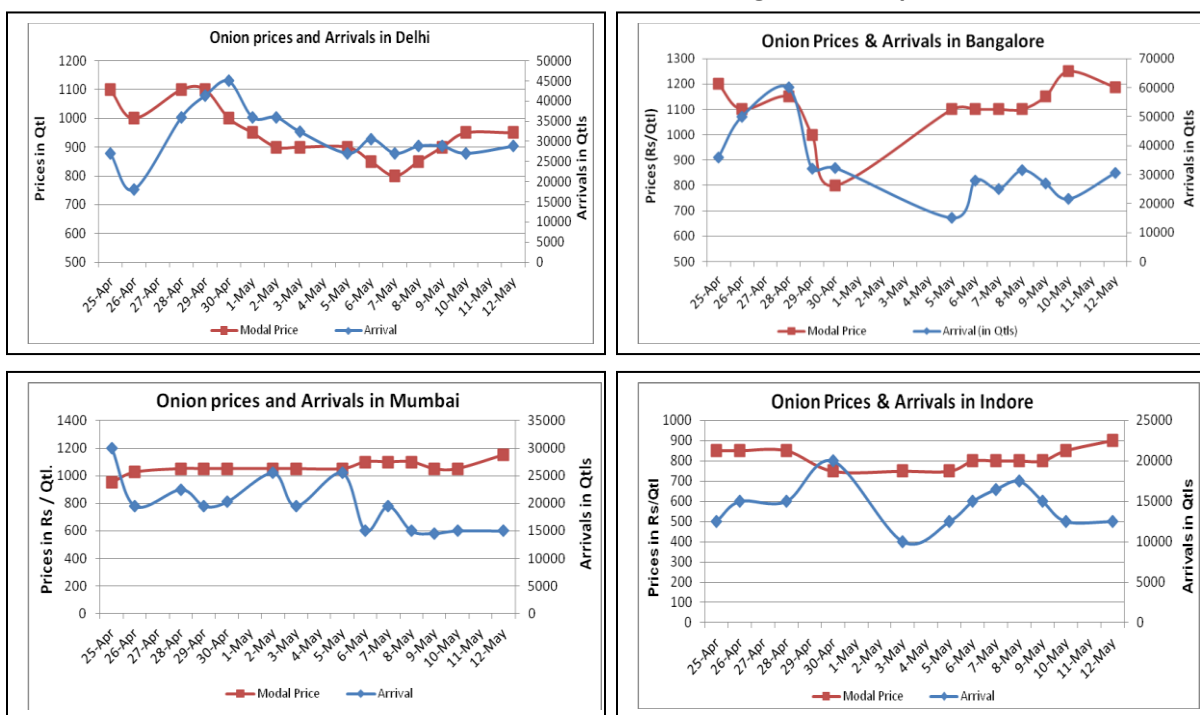 Onion prices and Arrivals in Delhi
Prices in Qtl
1200
1100
1000
900
800
700
600
500
50000
45000
40000
35000
30000
25000
20000
15000
10000
5000
0
Arrivals in Qtls
25-Apr
26-Apr
27-Apr
28-Apr
29-Apr
30-Apr
1-May
2-May
3-May
4-May
5-May
6-May
7-May
8-May
9-May
10-May
11-May
12-May
Modal Price
Arrival
Onion Prices & Arrivals in Bangalore
Prices (Rs/Qtl)
1300
1200
1100
1000
900
800
700
600
500
70000
60000
50000
40000
30000
20000
10000
0
Arrivals in Qtls
25-Apr
26-Apr
27-Apr
28-Apr
29-Apr
30-Apr
1-May
2-May
3-May
4-May
5-May
6-May
7-May
8-May
9-May
10-May
11-May
12-May
Modal Price
Arrival (in Qtls)
Onion prices and Arrivals in Mumbai
Prices in Rs / Qtl.
1400
1200
1000
800
600
400
200
0
35000
30000
25000
20000
15000
10000
5000
0
Arrivals in Qtls
25-Apr
26-Apr
27-Apr
28-Apr
29-Apr
30-Apr
1-May
2-May
3-May
4-May
5-May
6-May
7-May
8-May
9-May
10-May
11-May
12-May
Modal Price
Arrival
Onion Prices & Arrivals in Indore
Prices in Rs/Qtl
1000
900
800
700
600
500
400
300
200
100
0
25000
20000
15000
10000
5000
0
Arrivals in Qtls
25-Apr
26-Apr
27-Apr
28-Apr
30-Apr
1-May
2-May
3-May
4-May
5-May
6-May
7-May
8-May
9-May
10-May
11-May
12-May
Modal Price
Arrival